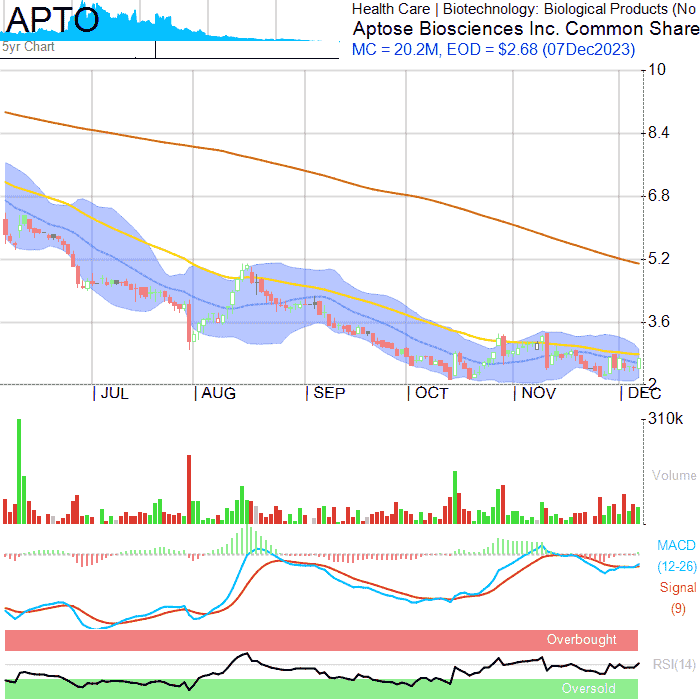 APTO
5yr Chart
Health Care | Biotechnology: Biological Products (No
Aptose Biosciences Inc. Common Share
MC = 20.2M, EOD = $2.68 (07Dec2023)
10
8.4
6.8
5.2
3.6
2
JUL
AUG
SEP
OCT
NOV
DEC
310k
Volume
MACD
(12-26)
Signal
(9)
Overbought
RSI(14)
Oversold